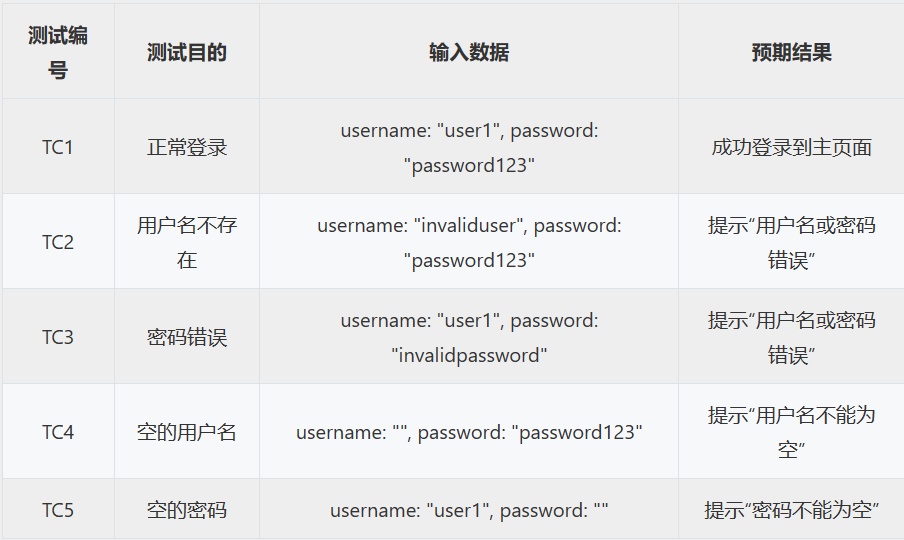 测试编
号
测试目的
输入数据
预期结果
TC1
正常登录
username: "user1", password:
"password123"
成功登录到主页面
TC2
用户名不存
在
username: "invaliduser", password:
"password123"
提示“用户名或密码
错误”
TC3
密码错误
username: "user1", password:
"invalidpassword"
提示“用户名或密码
错误”
TC4
空的用户名
username: "", password: "password123"
提示“用户名不能为
空”
TC5
空的密码
username: "user1", password: ""
提示“密码不能为空”